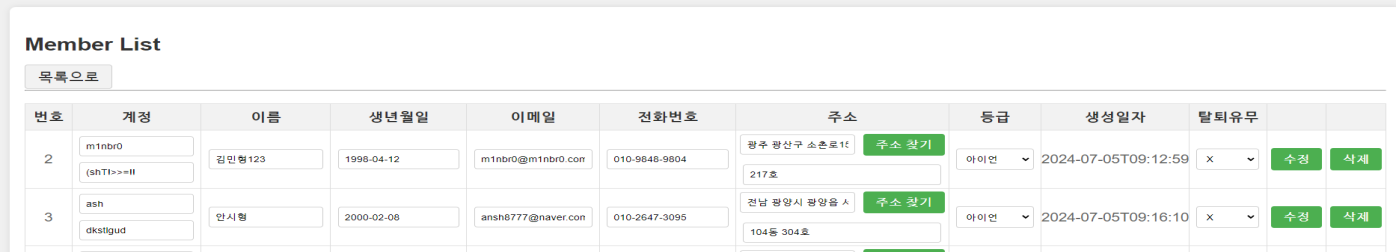 Member List
목록으로
번호 계정 이름 생년월일 이메일 전화번호 주소 등급 생성일자 탈퇴유무
m1nbr0 광주 광산구 소촌로15 주소 찾기
2 김민형123 1998-04-12 m1nbr0@m1nbr0.com 010-9848-9804 아이언 2024-07-05T09:12:59 X 수정 삭제
217호
ash 전남 광양시 광양읍 주소 찾기
3 안시형 2000-02-08 ansh8777@naver.com 010-2647-3095 아이언 2024-07-05T09:16:10 X 수정 삭제
dkstlgud 104동 304호